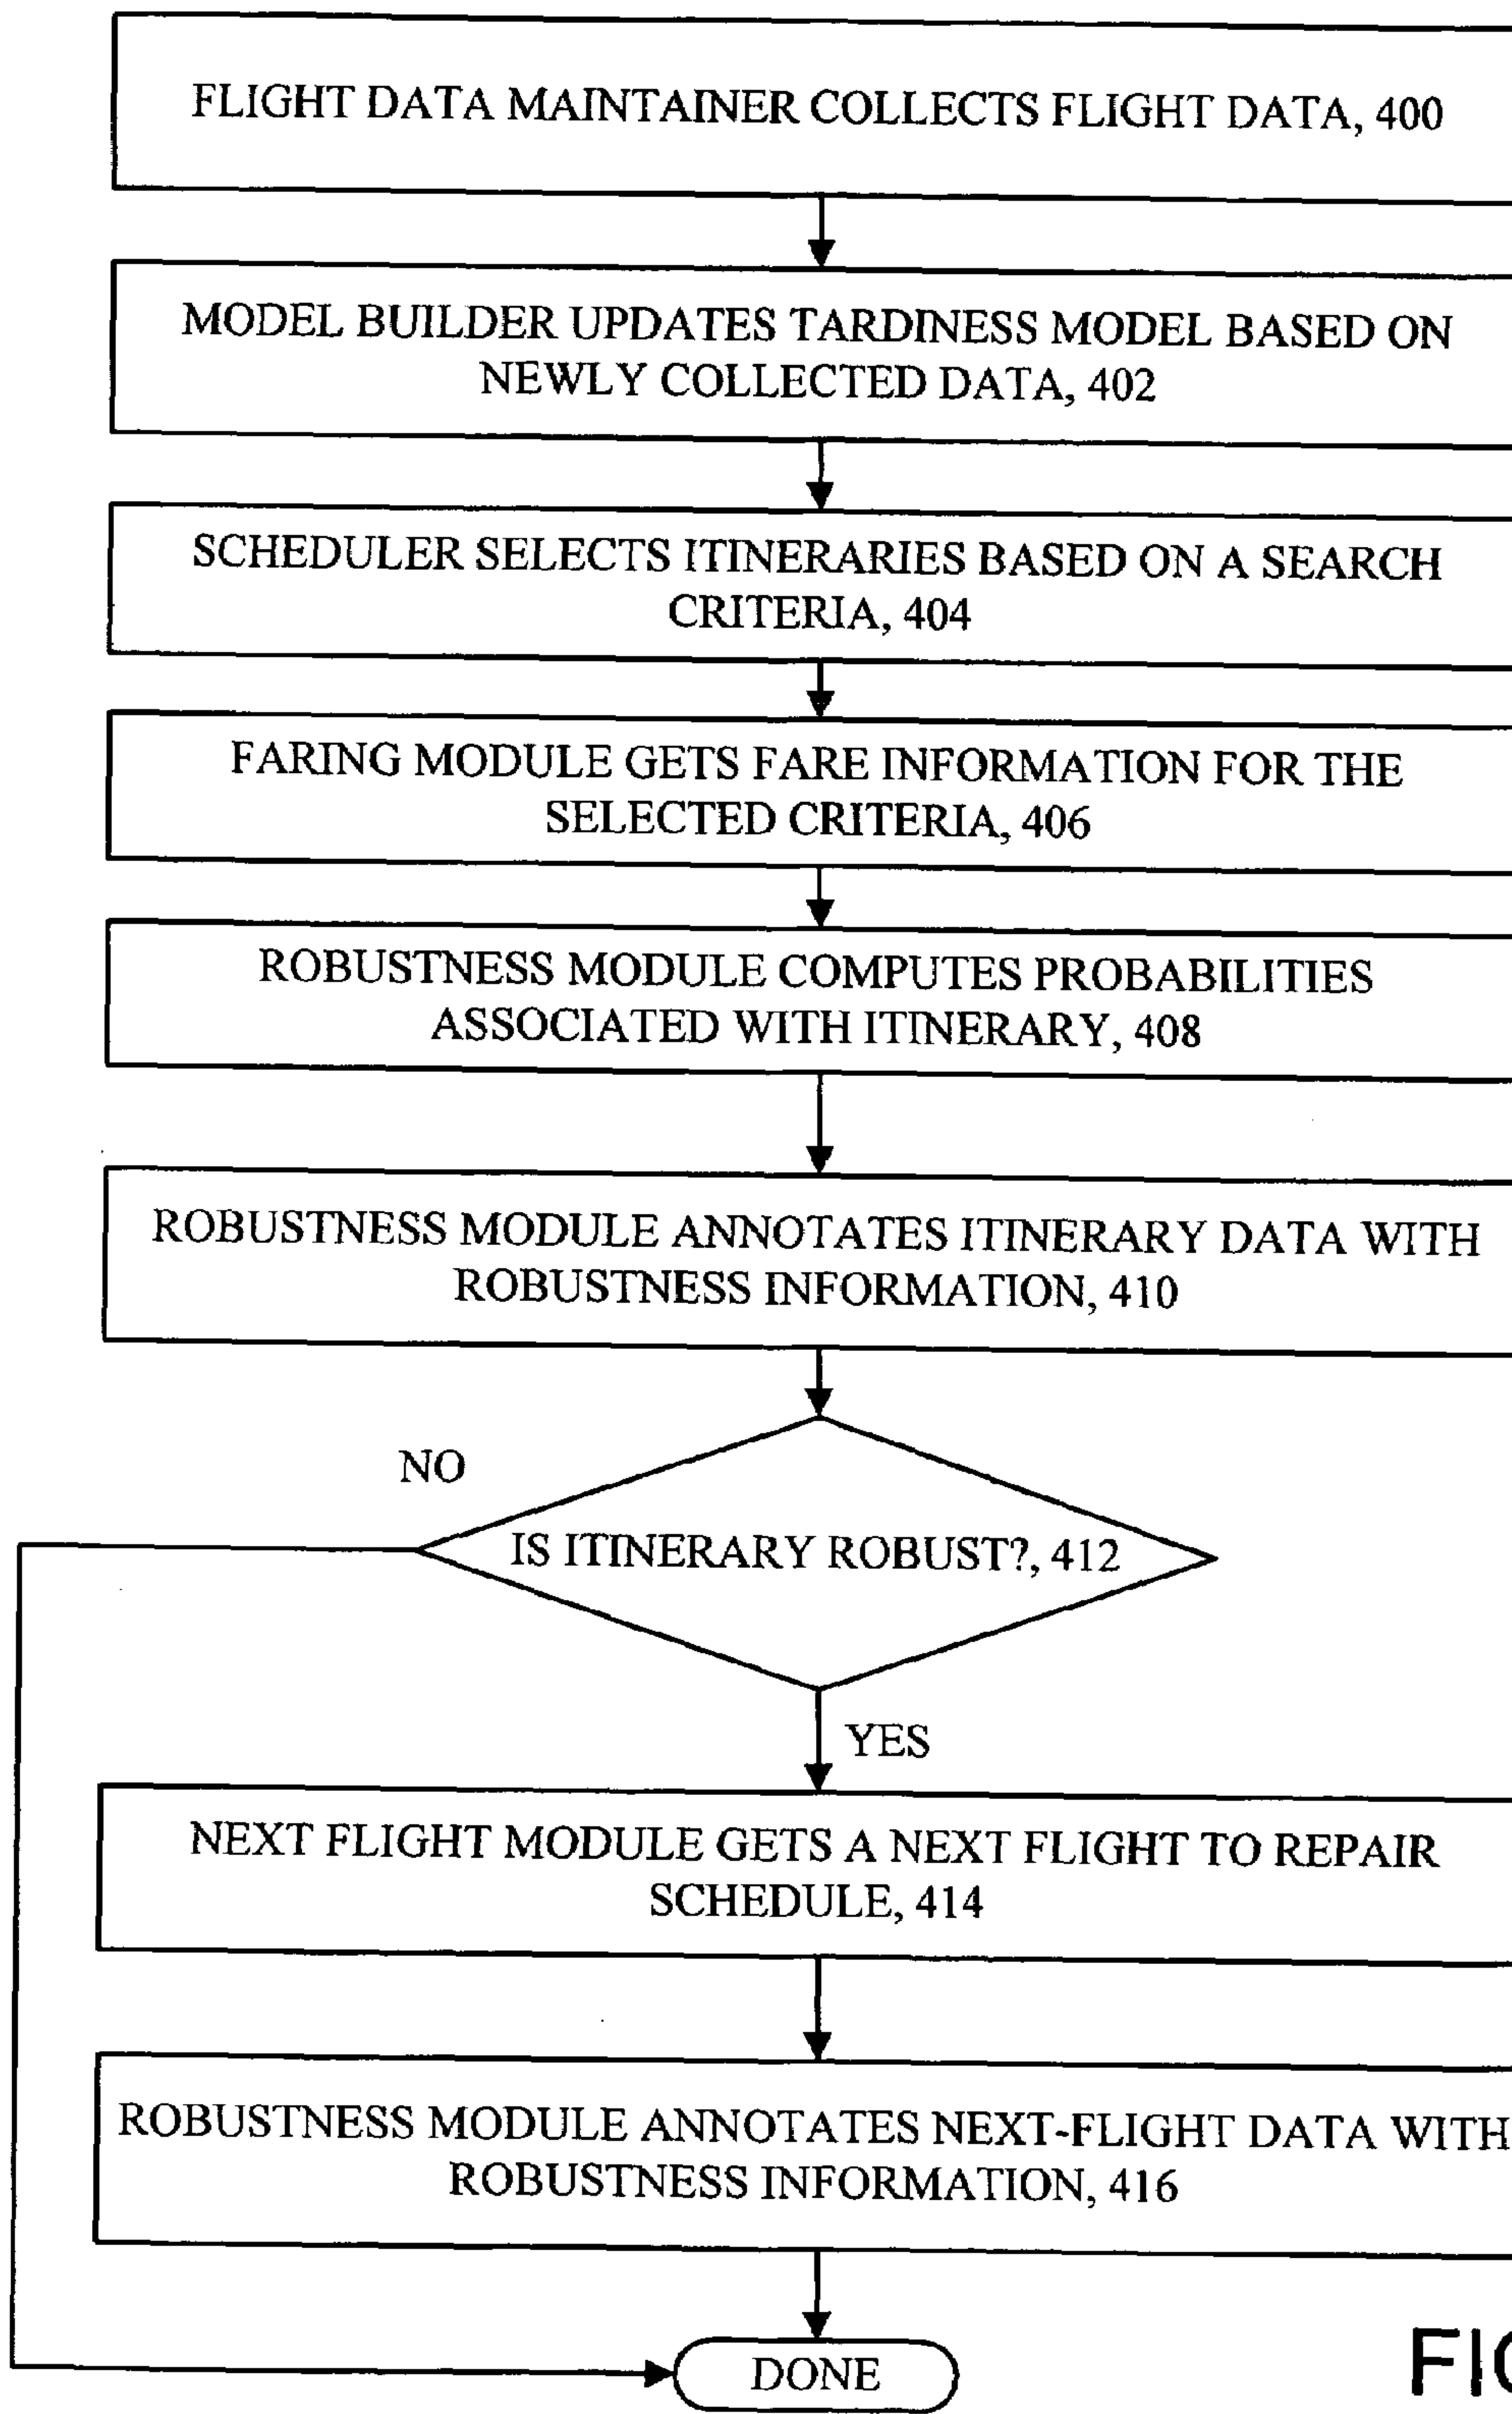 FLIGHT DATA MAINTAINER COLLECTS FLIGHT DATA, 400
MODEL BUILDER UPDATES TARDINESS MODEL BASED ON
NEWLY COLLECTED DATA, 402
SCHEDULER SELECTS ITINERARIES BASED ON A SEARCH
CRITERIA, 404
FARING MODULE GETS FARE INFORMATION FOR THE
SELECTED CRITERIA, 406
ROBUSTNESS MODULE COMPUTES PROBABILITIES
ASSOCIATED WITH ITINERARY, 408
ROBUSTNESS MODULE ANNOTATES ITINERARY DATA WITH
ROBUSTNESS INFORMATION, 410
NO
IS ITINERARY ROBUST?, 412
YES
NEXT FLIGHT MODULE GETS A NEXT FLIGHT TO REPAIR
SCHEDULE, 414
ROBUSTNESS MODULE ANNOTATES NEXT-FLIGHT DATA WITH
ROBUSTNESS INFORMATION, 416
DONE